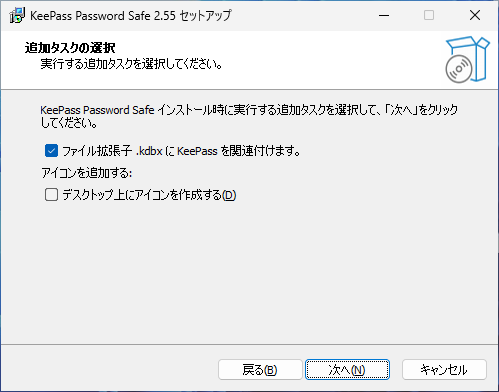 KeePass Password Safe 2.55 セットアップ
追加タスクの選択
実行する追加タスクを選択してください。
KeePass Password Safe インストール時に実行する追加タスクを選択して、「次へ」をクリック
してください。
ファイル拡張子 .kdbx に KeePass を関連付けます。
アイコンを追加する:
デスクトップ上にアイコンを作成する(D)
戻る(B)
次へ(N)
キャンセル